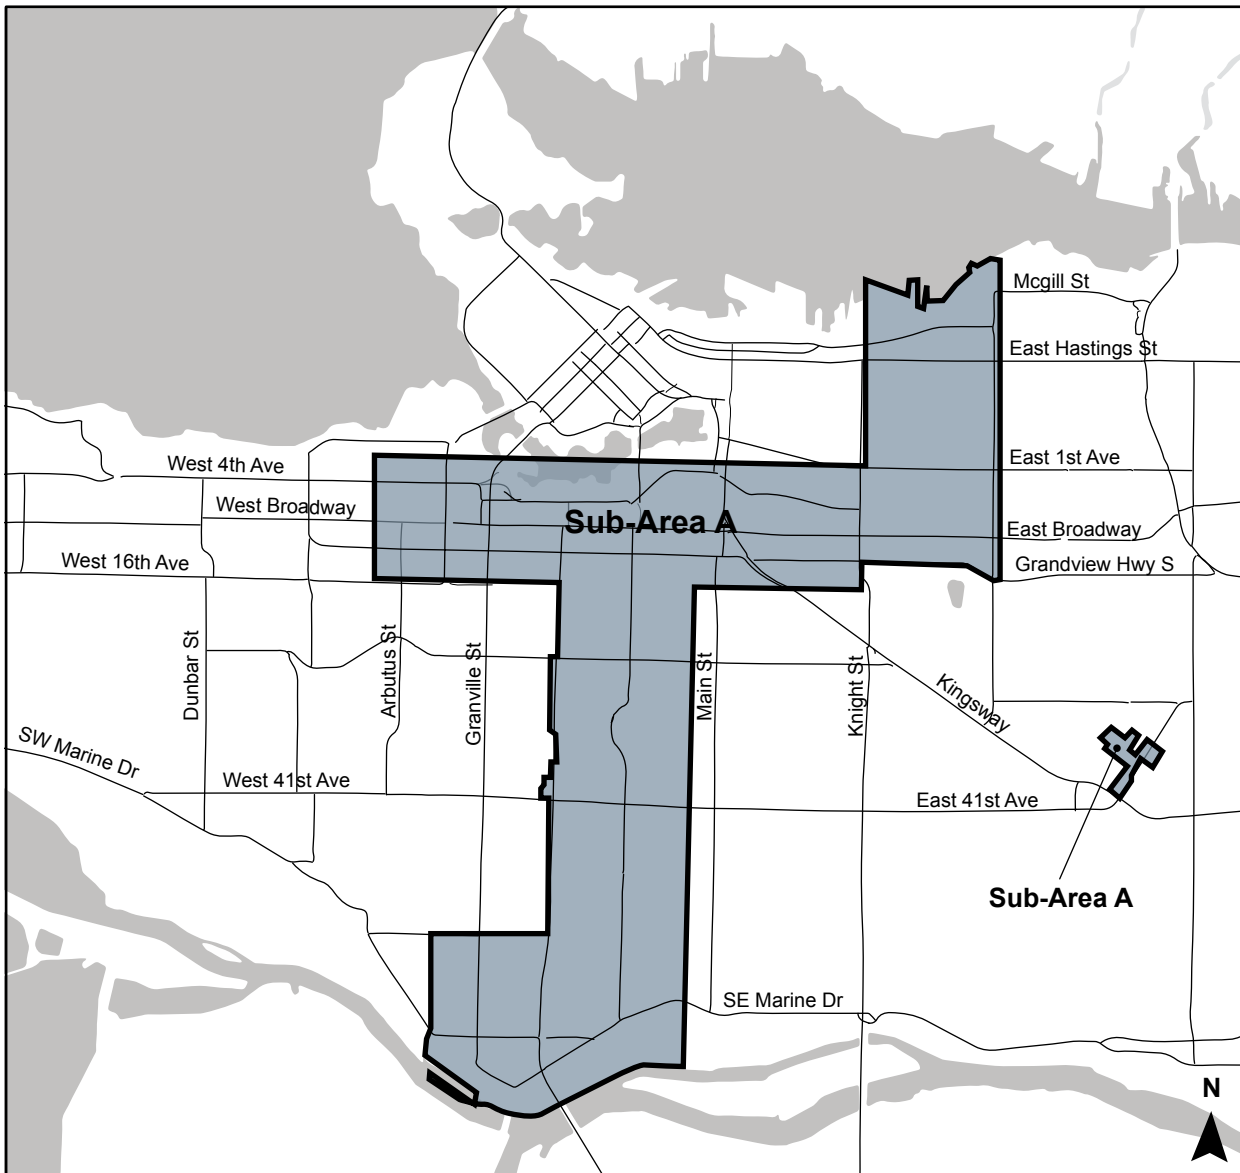 Mcgill St
East Hastings St
West 4th Ave
East 1st Ave
West Broadway
Sub-Area A
East Broadway
West 16th Ave
Grandview Hwy S
Dunbar St
Arbutus St
Granville St
Main St
Knight St
Kingsway
SW Marine Dr
West 41st Ave
East 41st Ave
Sub-Area A
SE Marine Dr
N